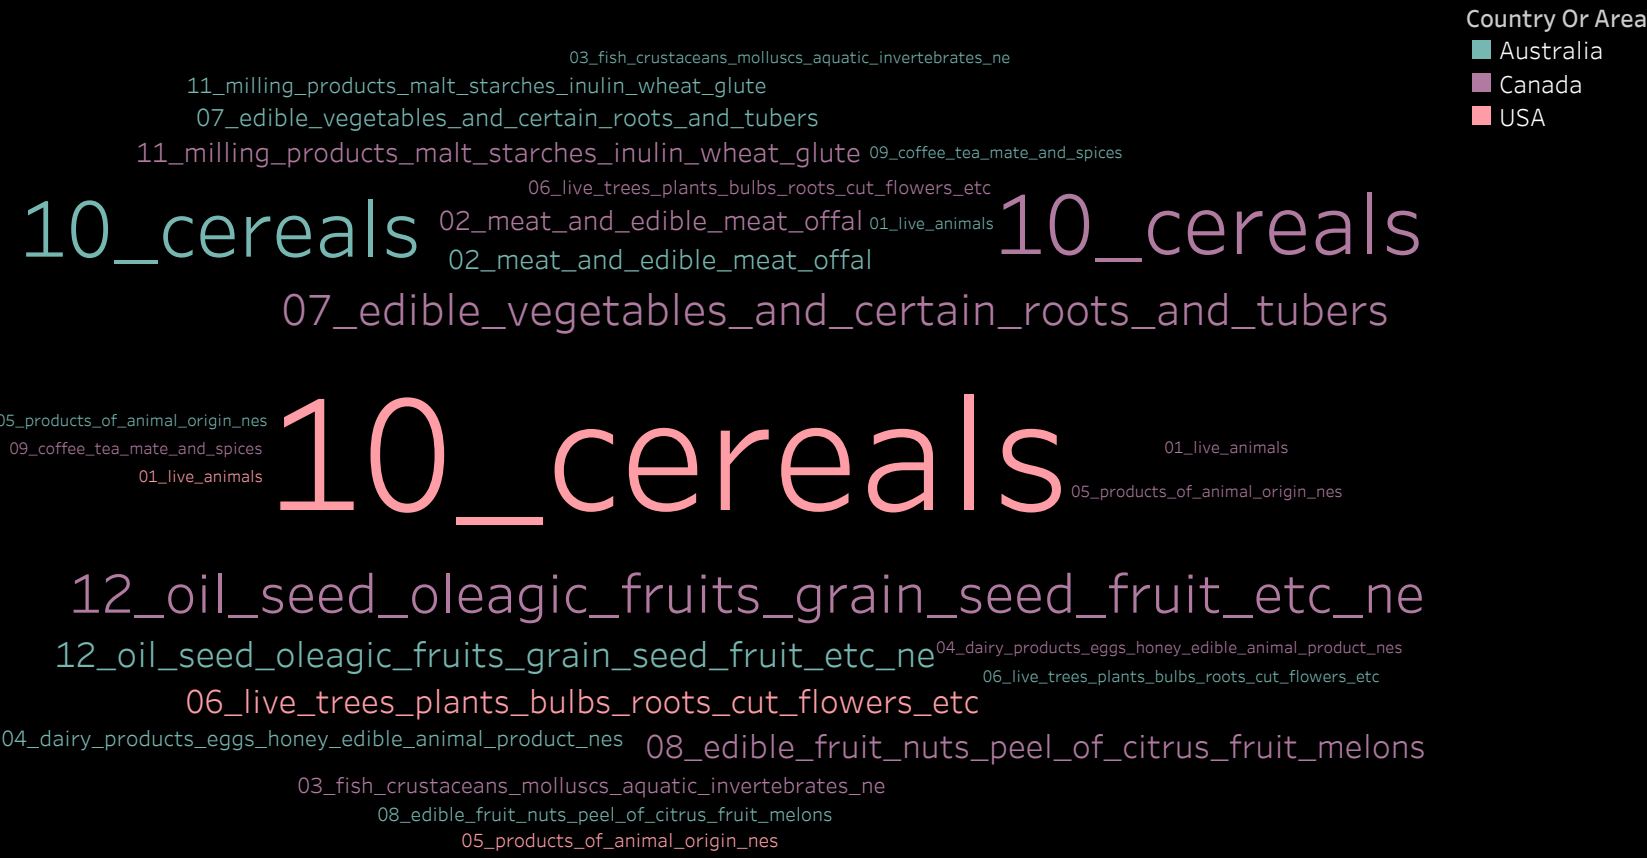 Country Or Area
Australia
Canada
USA
03_fish_crustaceans_molluscs_aquatic_invertebrates_ne
11_milling_products_malt_starches_inulin_wheat_glute
07_edible_vegetables_and_certain_roots_and_tubers
11_milling_products_malt_starches_inulin_wheat_glute 09_coffee_tea_mate_and_spices
06_live_trees_plants_bulbs_roots_cut_flowers_etc
10_cereals 02_meat_and_edible_meat_offal 01_live_animals 10_cereals
02_meat_and_edible_meat_offal
07_edible_vegetables_and_certain_roots_and_tubers
05_products_of_animal_origin_nes
09_coffee_tea_mate_and_spices
01_live_animals
10_cereals
01_live_animals
05_products_of_animal_origin_nes
12_oil_seed_oleagic_fruits_grain_seed_fruit_etc_ne
12_oil_seed_oleagic_fruits_grain_seed_fruit_etc_ne 04_dairy_products_eggs_honey_edible_animal_product_nes
06_live_trees_plants_bulbs_roots_cut_flowers_etc
06_live_trees_plants_bulbs_roots_cut_flowers_etc
04_dairy_products_eggs_honey_edible_animal_product_nes 08_edible_fruit_nuts_peel_of_citrus_fruit_melons
03_fish_crustaceans_molluscs_aquatic_invertebrates_ne
08_edible_fruit_nuts_peel_of_citrus_fruit_melons
05_products_of_animal_origin_nes